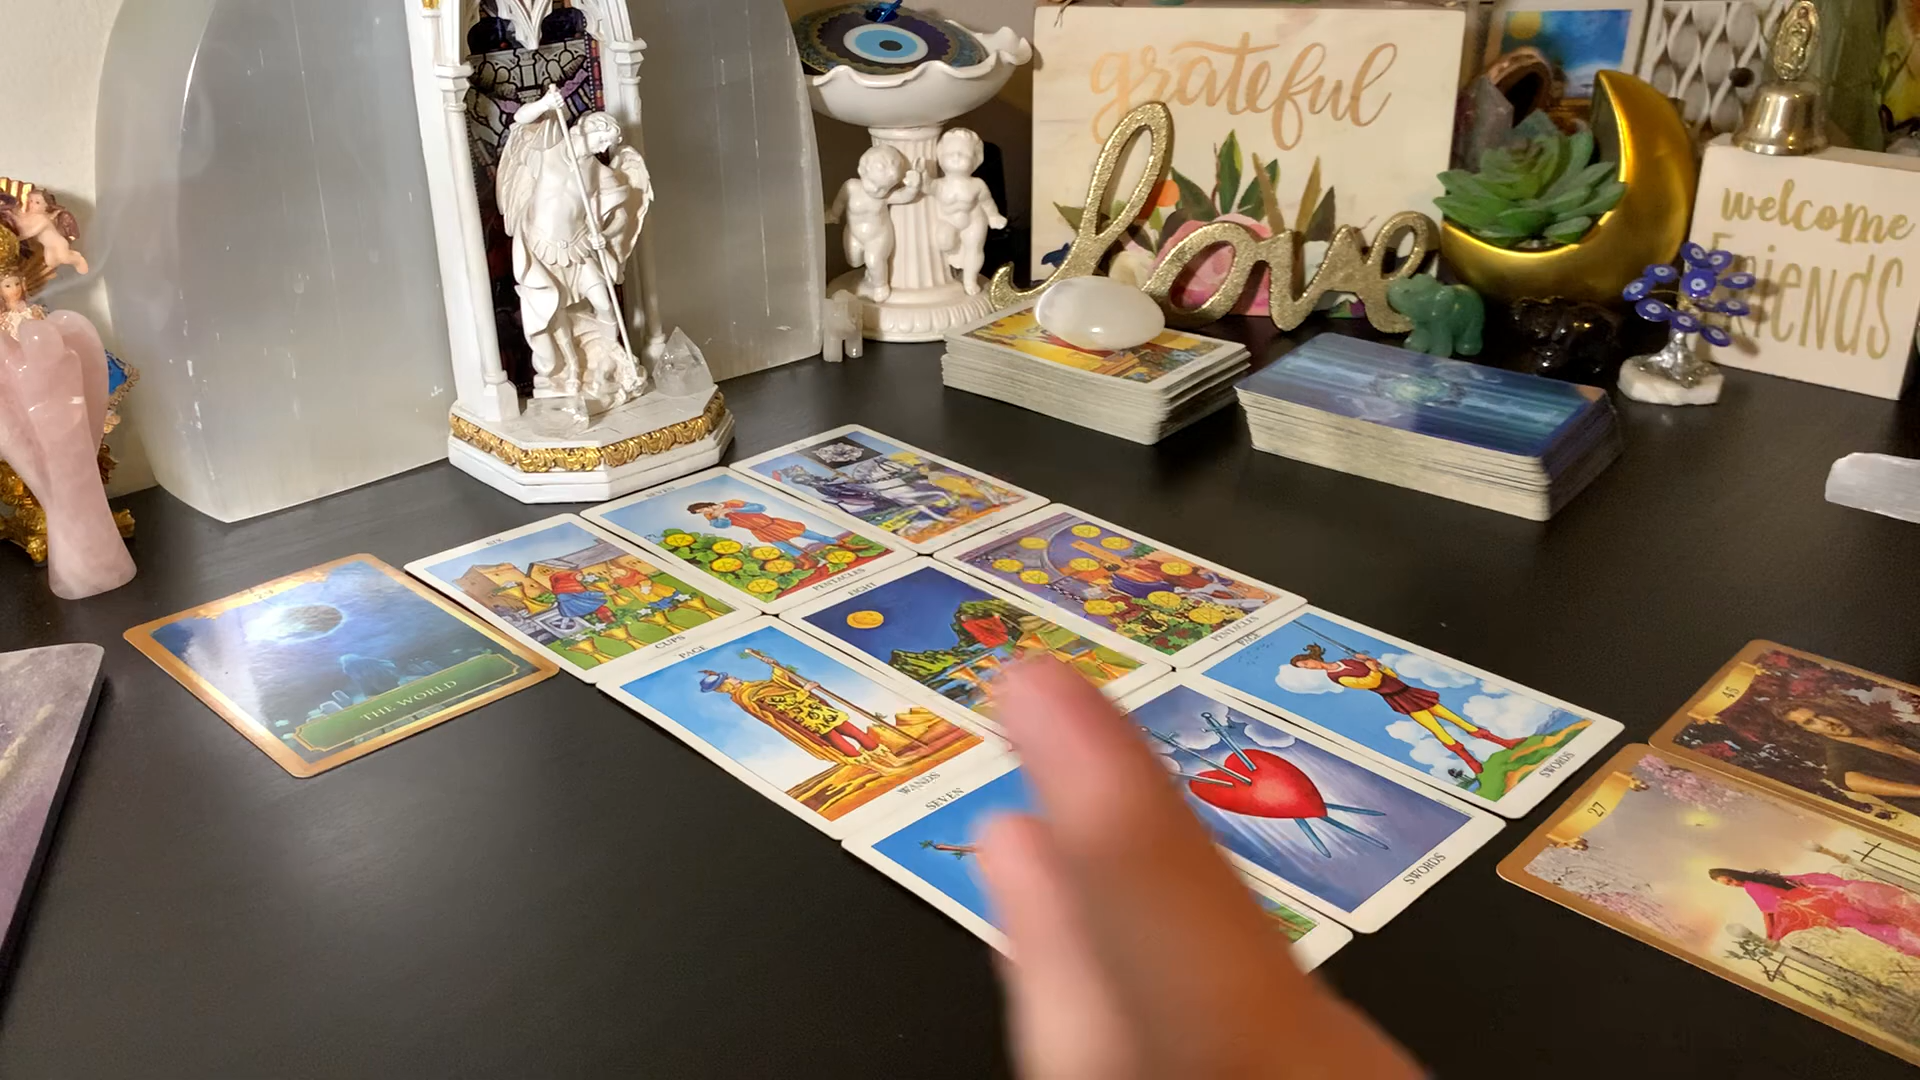 grateful
love
welcome
FRIENDS
SIX
CUPS
SEVEN
PENTACLES
EIGHT
PENTACLES
PAGE
WANDS
PAGE
SWORDS
SEVEN
SWORDS
THE WORLD
45
27